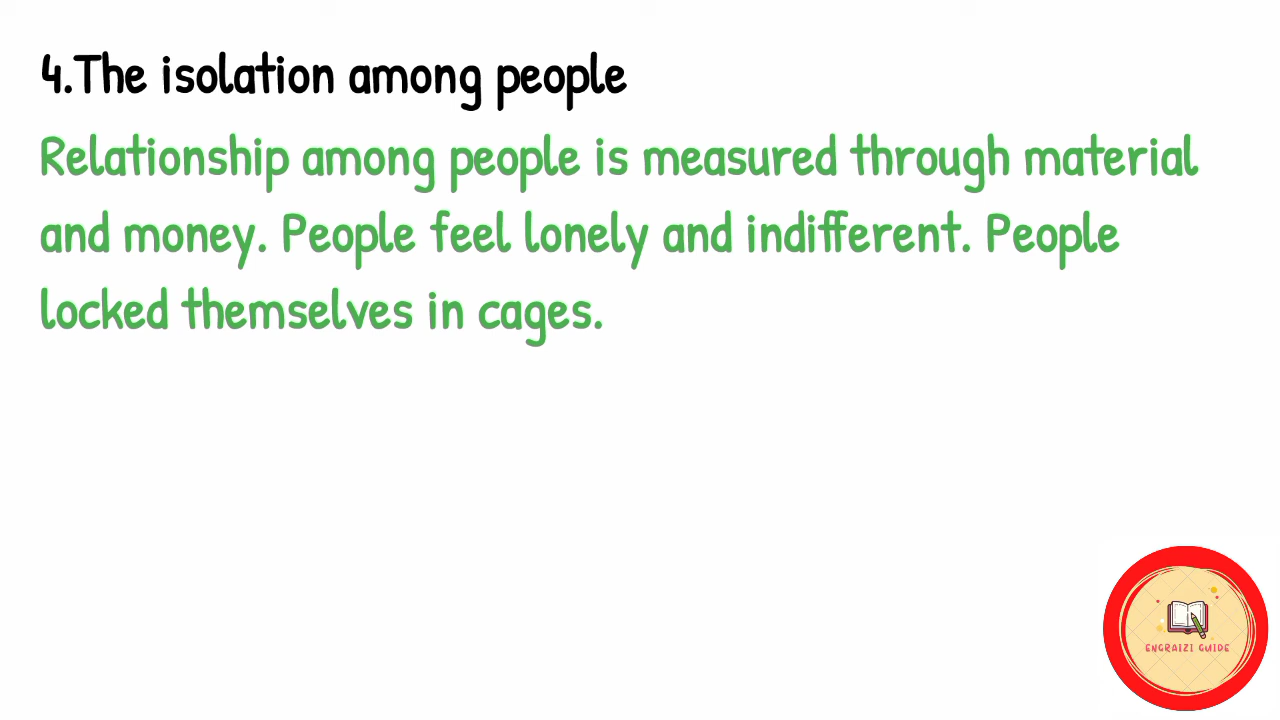 4.The isolation among people
Relationship among people is measured through material
and money. People feel lonely and indifferent. People
locked themselves in cages.
ENGRAIZI GUIDE